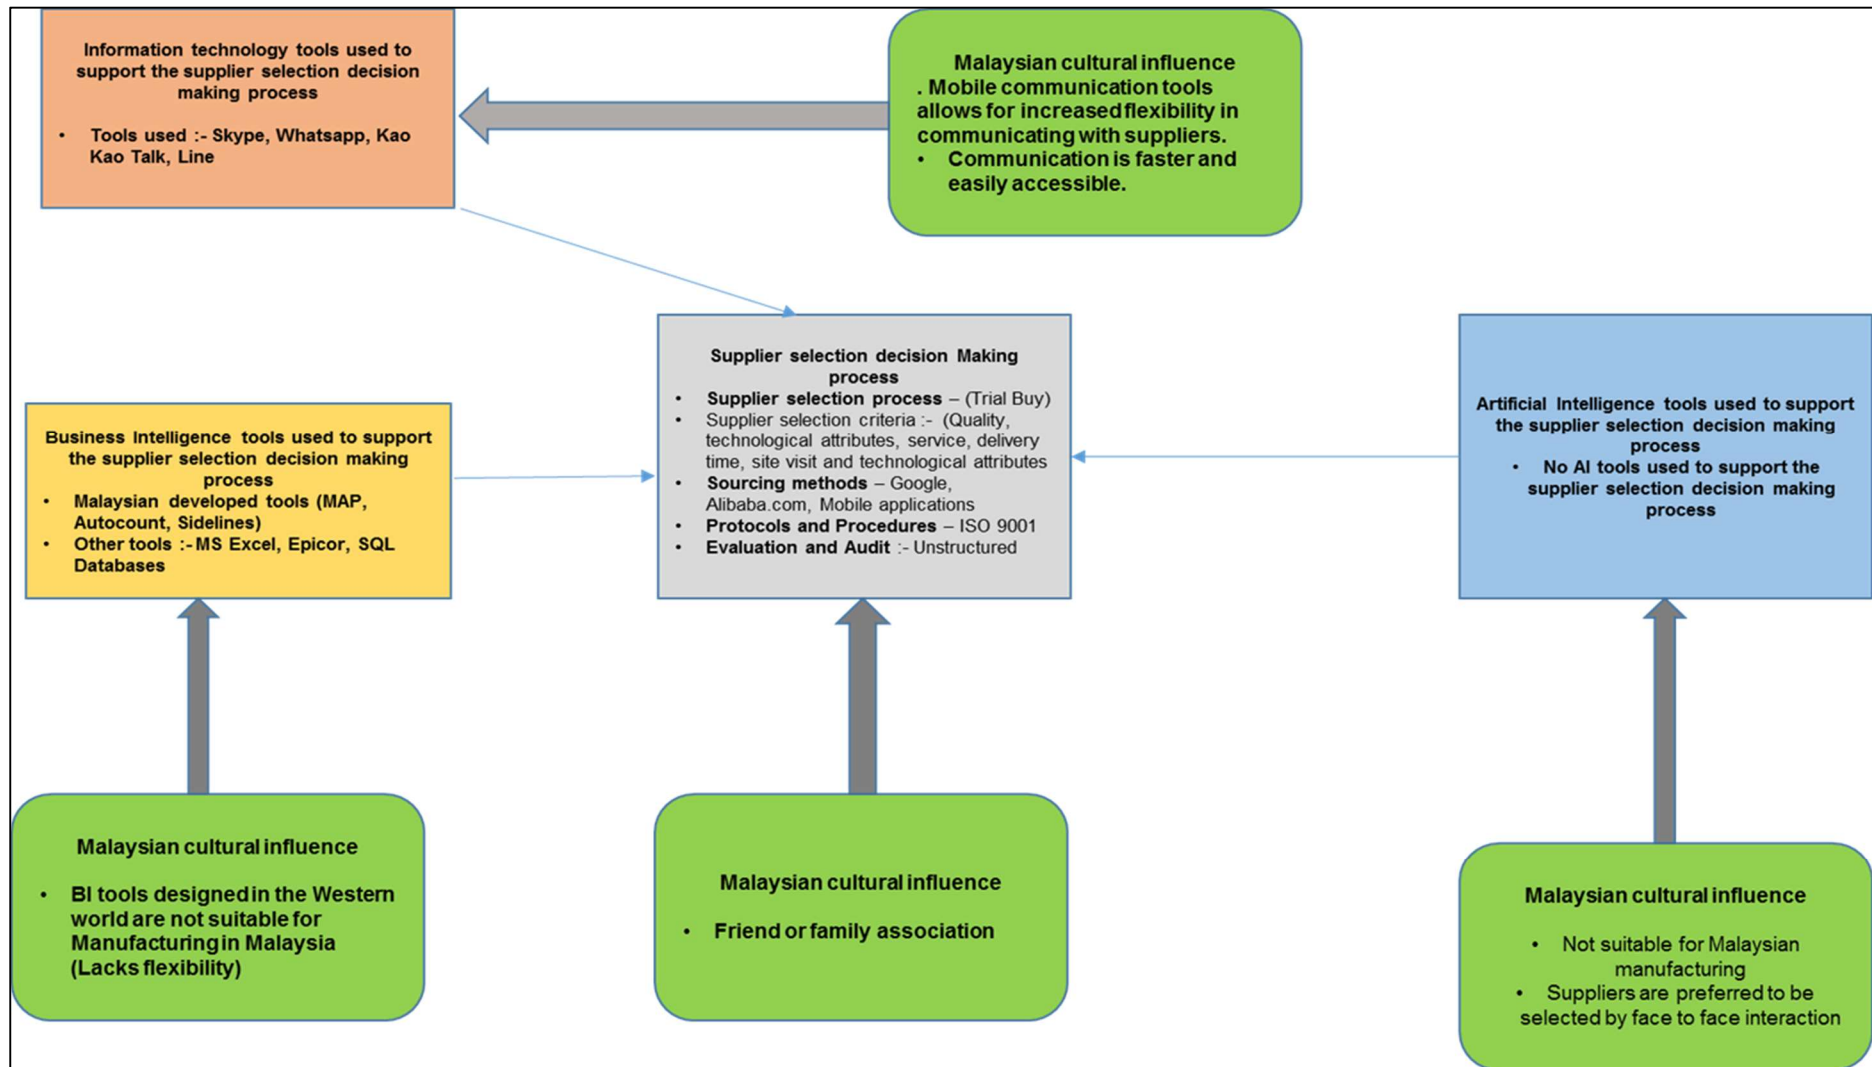 Information technology tools used to
support the supplier selection decision
making process
• Tools used :- Skype, Whatsapp, Kao
Kao Talk, Line
Malaysian cultural influence
. Mobile communication tools
allows for increased flexibility in
communicating with suppliers.
• Communication is faster and
easily accessible.
Business Intelligence tools used to support
the supplier selection decision making
process
• Malaysian developed tools (MAP,
Autocount, Sidelines)
• Other tools :- MS Excel, Epicor, SQL
Databases
Supplier selection decision Making
process
• Supplier selection process – (Trial Buy)
• Supplier selection criteria :- (Quality,
technological attributes, service, delivery
time, site visit and technological attributes
• Sourcing methods – Google,
Alibaba.com, Mobile applications
• Protocols and Procedures – ISO 9001
• Evaluation and Audit :- Unstructured
Artificial Intelligence tools used to support
the supplier selection decision making
process
• No AI tools used to support the
supplier selection decision making
process
Malaysian cultural influence
• BI tools designed in the Western
world are not suitable for
Manufacturing in Malaysia
(Lacks flexibility)
Malaysian cultural influence
• Friend or family association
Malaysian cultural influence
• Not suitable for Malaysian
manufacturing
• Suppliers are preferred to be
selected by face to face interaction